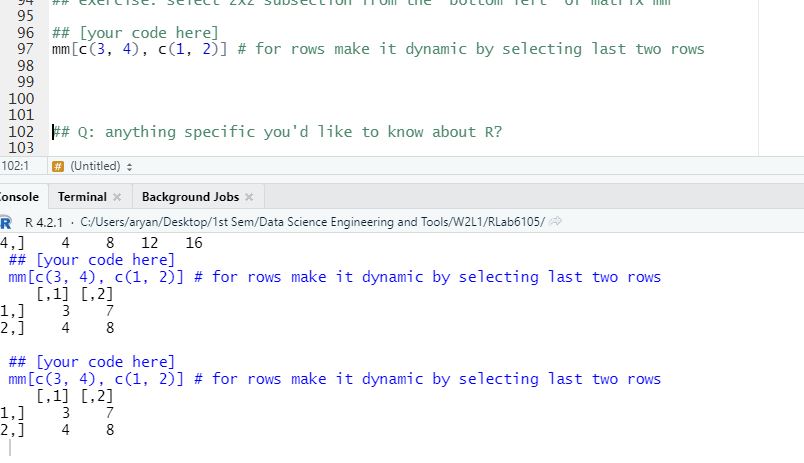 94 ## exercise: select 2x2 subsection from the "bottom left" of matrix mm
95
96 ## [your code here]
97 mm[c(3, 4), c(1, 2)] # for rows make it dynamic by selecting last two rows
98
99
100
101
102 ## Q: anything specific you'd like to know about R?
103
102:1 # (Untitled)
onsole Terminal Background Jobs
R R 4.2.1 · C:/Users/aryan/Desktop/1st Sem/Data Science Engineering and Tools/W2L1/RLab6105/
4,] 4 8 12 16
## [your code here]
mm[c(3, 4), c(1, 2)] # for rows make it dynamic by selecting last two rows
[,1] [,2]
1,] 3 7
2,] 4 8
## [your code here]
mm[c(3, 4), c(1, 2)] # for rows make it dynamic by selecting last two rows
[,1] [,2]
1,] 3 7
2,] 4 8